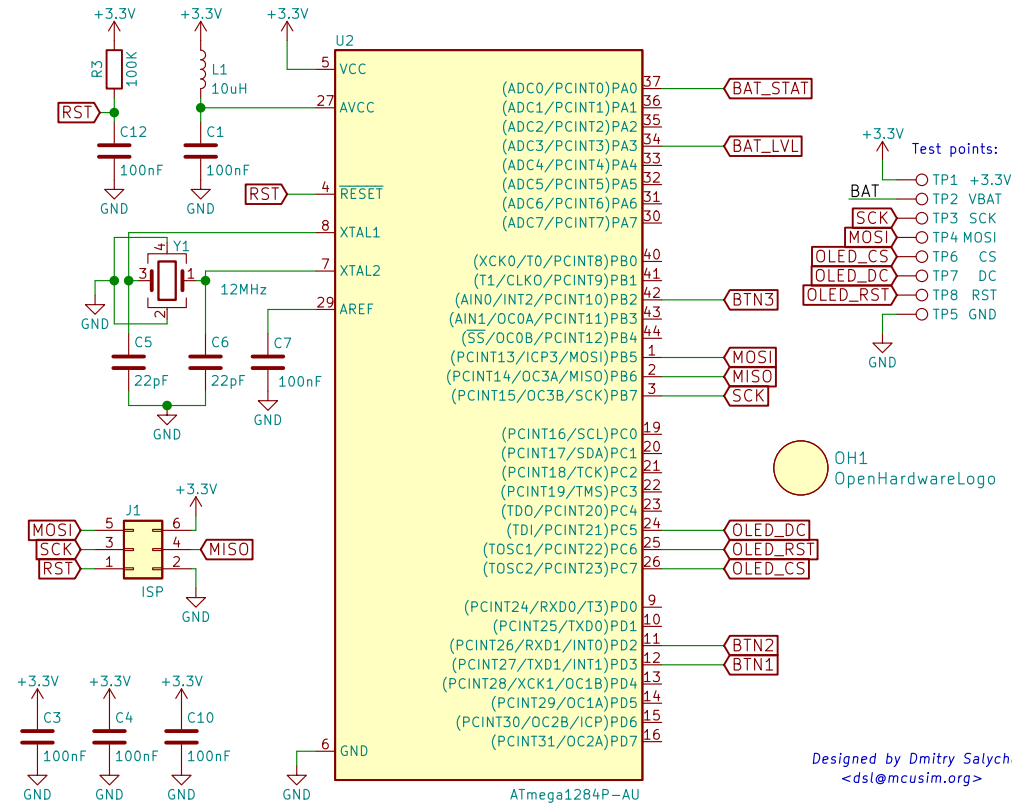 +3.3V
R3
100K
RST
C12
100nF
GND
+3.3V
L1
10uH
C1
100nF
GND
+3.3V
U2
5 VCC
27 AVCC
RST 4 RESET
8 XTAL1
7 XTAL2
29 AREF
6 GND
GND
Y1
4
3
1
2
12MHz
GND
C5
22pF
C6
22pF
GND
C7
100nF
GND
+3.3V
J1
MOSI 5 6
SCK 3 4 MISO
RST 1 2
ISP
GND
+3.3V +3.3V +3.3V
C3 C4 C10
100nF 100nF 100nF
GND GND GND
(ADC0/PCINT0)PA0 37 BAT_STAT
(ADC1/PCINT1)PA1 36
(ADC2/PCINT2)PA2 35
(ADC3/PCINT3)PA3 34 BAT_LVL
(ADC4/PCINT4)PA4 33
(ADC5/PCINT5)PA5 32
(ADC6/PCINT6)PA6 31
(ADC7/PCINT7)PA7 30
(XCK0/T0/PCINT8)PB0 40
(T1/CLKO/PCINT9)PB1 41
(AIN0/INT2/PCINT10)PB2 42 BTN3
(AIN1/OC0A/PCINT11)PB3 43
(SS/OC0B/PCINT12)PB4 44
(PCINT13/ICP3/MOSI)PB5 1 MOSI
(PCINT14/OC3A/MISO)PB6 2 MISO
(PCINT15/OC3B/SCK)PB7 3 SCK
(PCINT16/SCL)PC0 19
(PCINT17/SDA)PC1 20
(PCINT18/TCK)PC2 21
(PCINT19/TMS)PC3 22
(TDO/PCINT20)PC4 23
(TDI/PCINT21)PC5 24 OLED_DC
(TOSC1/PCINT22)PC6 25 OLED_RST
(TOSC2/PCINT23)PC7 26 OLED_CS
(PCINT24/RXD0/T3)PD0 9
(PCINT25/TXD0)PD1 10
(PCINT26/RXD1/INT0)PD2 11 BTN2
(PCINT27/TXD1/INT1)PD3 12 BTN1
(PCINT28/XCK1/OC1B)PD4 13
(PCINT29/OC1A)PD5 14
(PCINT30/OC2B/ICP)PD6 15
(PCINT31/OC2A)PD7 16
ATmega1284P-AU
+3.3V
Test points:
TP1 +3.3V
BAT TP2 VBAT
SCK TP3 SCK
MOSI TP4 MOSI
OLED_CS TP6 CS
OLED_DC TP7 DC
OLED_RST TP8 RST
TP5 GND
GND
OH1
OpenHardwareLogo
Designed by Dmitry Salych
<dsl@mcusim.org>